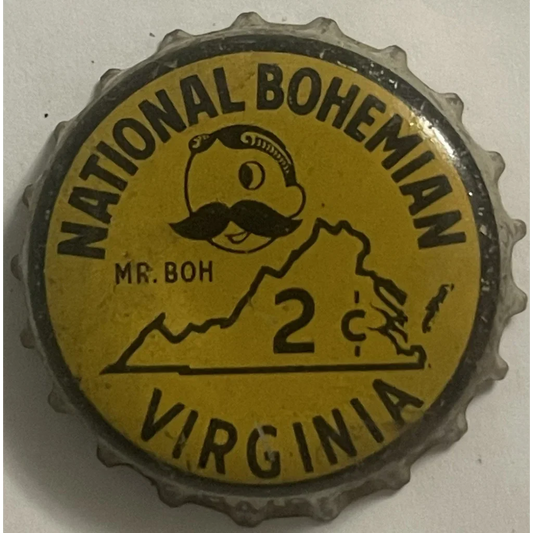 NATIONAL BOHEMIAN
MR. BOH
2¢
VIRGINIA